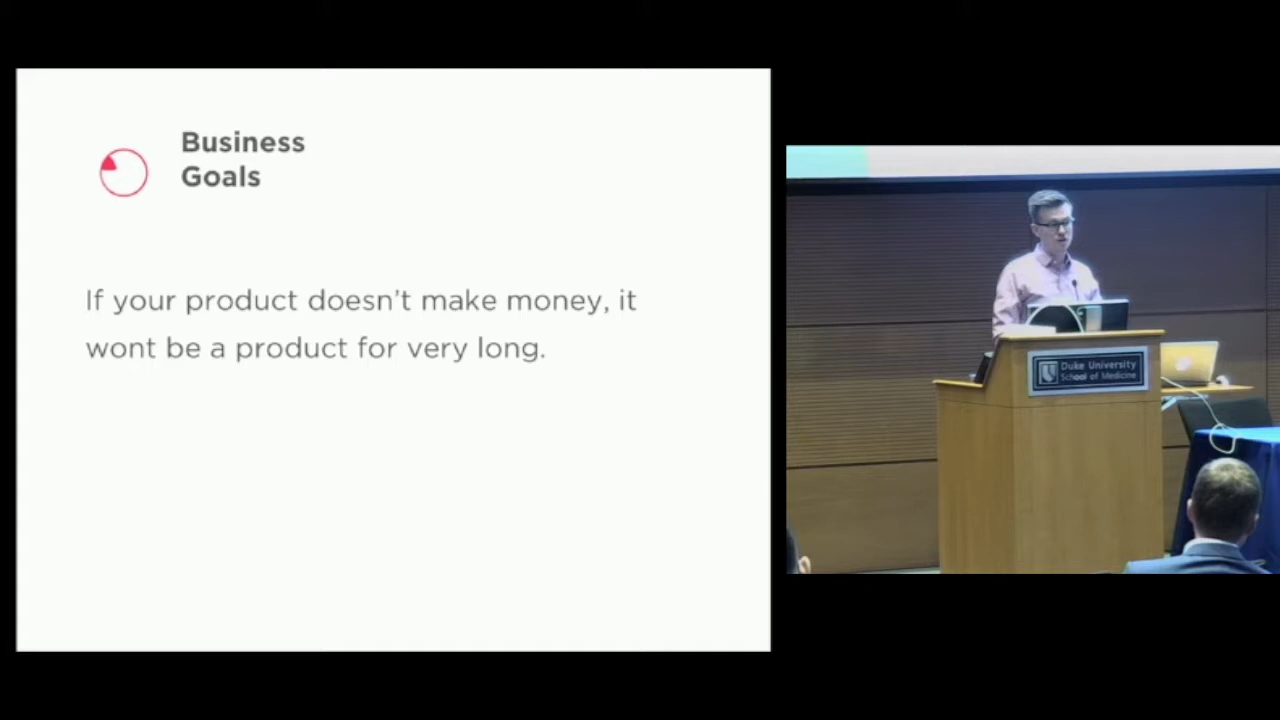 Business
Goals
If your product doesn't make money, it
wont be a product for very long.
Duke University
School of Medicine